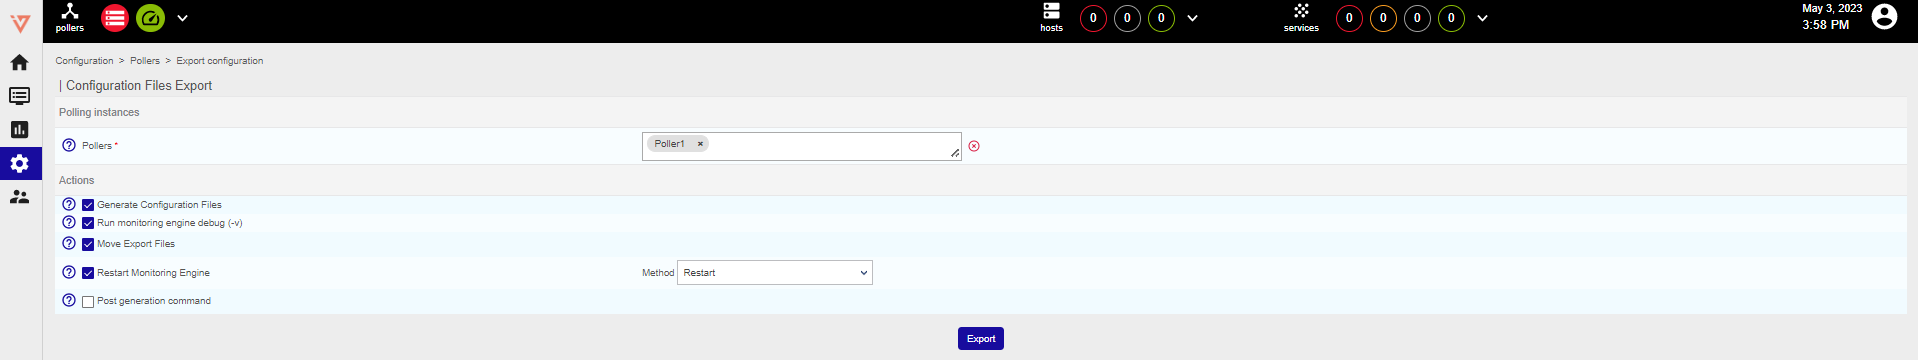 pollers
hosts 0 0 0
services 0 0 0 0
May 3, 2023
3:58 PM
Configuration > Pollers > Export configuration
| Configuration Files Export
Polling instances
Pollers *
Poller1 ×
Actions
Generate Configuration Files
Run monitoring engine debug (-v)
Move Export Files
Restart Monitoring Engine
Method Restart
Post generation command
Export